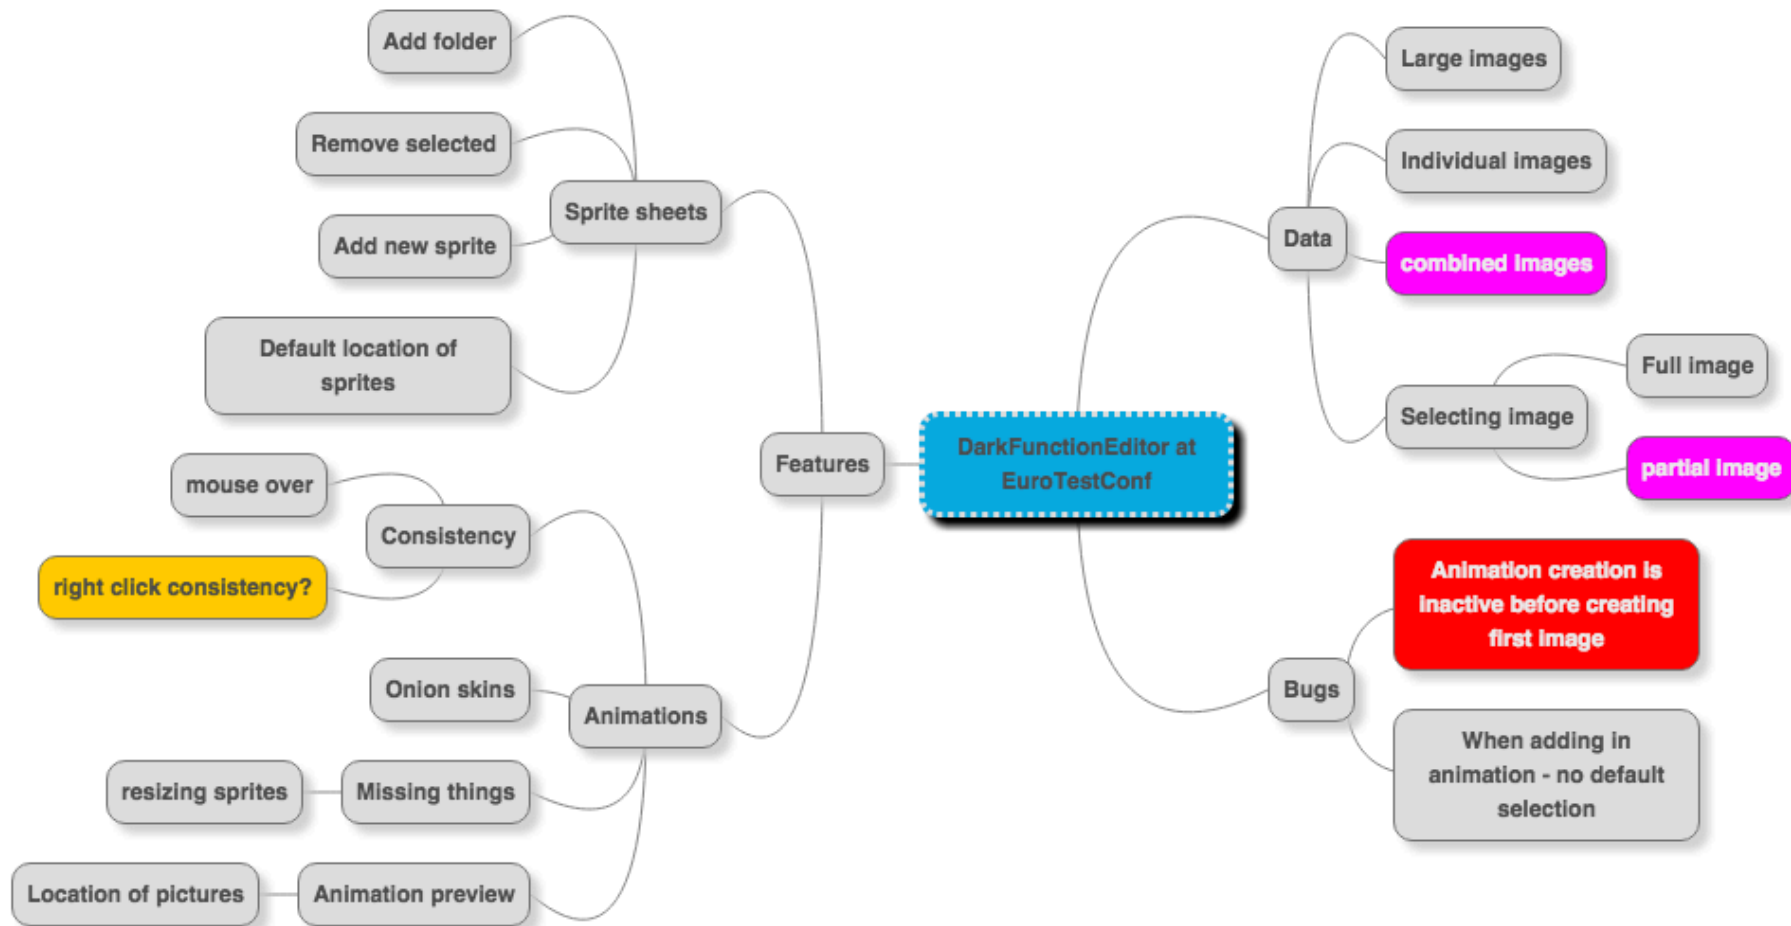 Add folder
Remove selected
Sprite sheets
Add new sprite
Default location of
sprites
Features
mouse over
Consistency
right click consistency?
Onion skins
Animations
resizing sprites
Missing things
Location of pictures
Animation preview
DarkFunctionEditor at
EuroTestConf
Large images
Individual images
Data
combined images
Full image
Selecting image
partial image
Animation creation is
inactive before creating
first image
Bugs
When adding in
animation - no default
selection